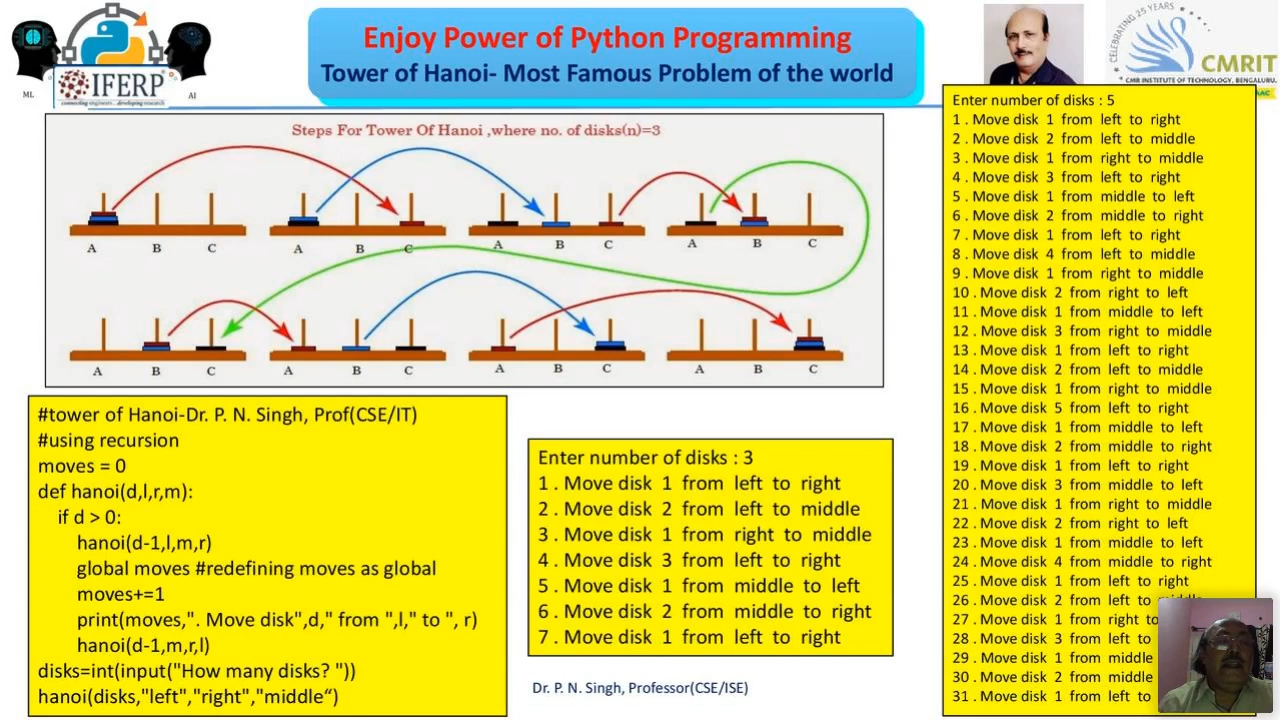 Enjoy Power of Python Programming
Tower of Hanoi- Most Famous Problem of the world
ML
IFERP
connecting engineers...developing research
AI
CELEBRATING 25 YEARS
CMRIT
CMR INSTITUTE OF TECHNOLOGY, BENGALURU.
Steps For Tower Of Hanoi ,where no. of disks(n)=3
A B C A B C A B C A B C
A B C A B C A B C A B C
#tower of Hanoi-Dr. P. N. Singh, Prof(CSE/IT)
#using recursion
moves = 0
def hanoi(d,l,r,m):
if d > 0:
hanoi(d-1,l,m,r)
global moves #redefining moves as global
moves+=1
print(moves,". Move disk",d," from ",l," to ", r)
hanoi(d-1,m,r,l)
disks=int(input("How many disks? "))
hanoi(disks,"left","right","middle“)
Enter number of disks : 3
1 . Move disk 1 from left to right
2 . Move disk 2 from left to middle
3 . Move disk 1 from right to middle
4 . Move disk 3 from left to right
5 . Move disk 1 from middle to left
6 . Move disk 2 from middle to right
7 . Move disk 1 from left to right
Dr. P. N. Singh, Professor(CSE/ISE)
Enter number of disks : 5
1 . Move disk 1 from left to right
2 . Move disk 2 from left to middle
3 . Move disk 1 from right to middle
4 . Move disk 3 from left to right
5 . Move disk 1 from middle to left
6 . Move disk 2 from middle to right
7 . Move disk 1 from left to right
8 . Move disk 4 from left to middle
9 . Move disk 1 from right to middle
10 . Move disk 2 from right to left
11 . Move disk 1 from middle to left
12 . Move disk 3 from right to middle
13 . Move disk 1 from left to right
14 . Move disk 2 from left to middle
15 . Move disk 1 from right to middle
16 . Move disk 5 from left to right
17 . Move disk 1 from middle to left
18 . Move disk 2 from middle to right
19 . Move disk 1 from left to right
20 . Move disk 3 from middle to left
21 . Move disk 1 from right to middle
22 . Move disk 2 from right to left
23 . Move disk 1 from middle to left
24 . Move disk 4 from middle to right
25 . Move disk 1 from left to right
26 . Move disk 2 from left to
27 . Move disk 1 from right to
28 . Move disk 3 from left to
29 . Move disk 1 from middle
30 . Move disk 2 from middle
31 . Move disk 1 from left to